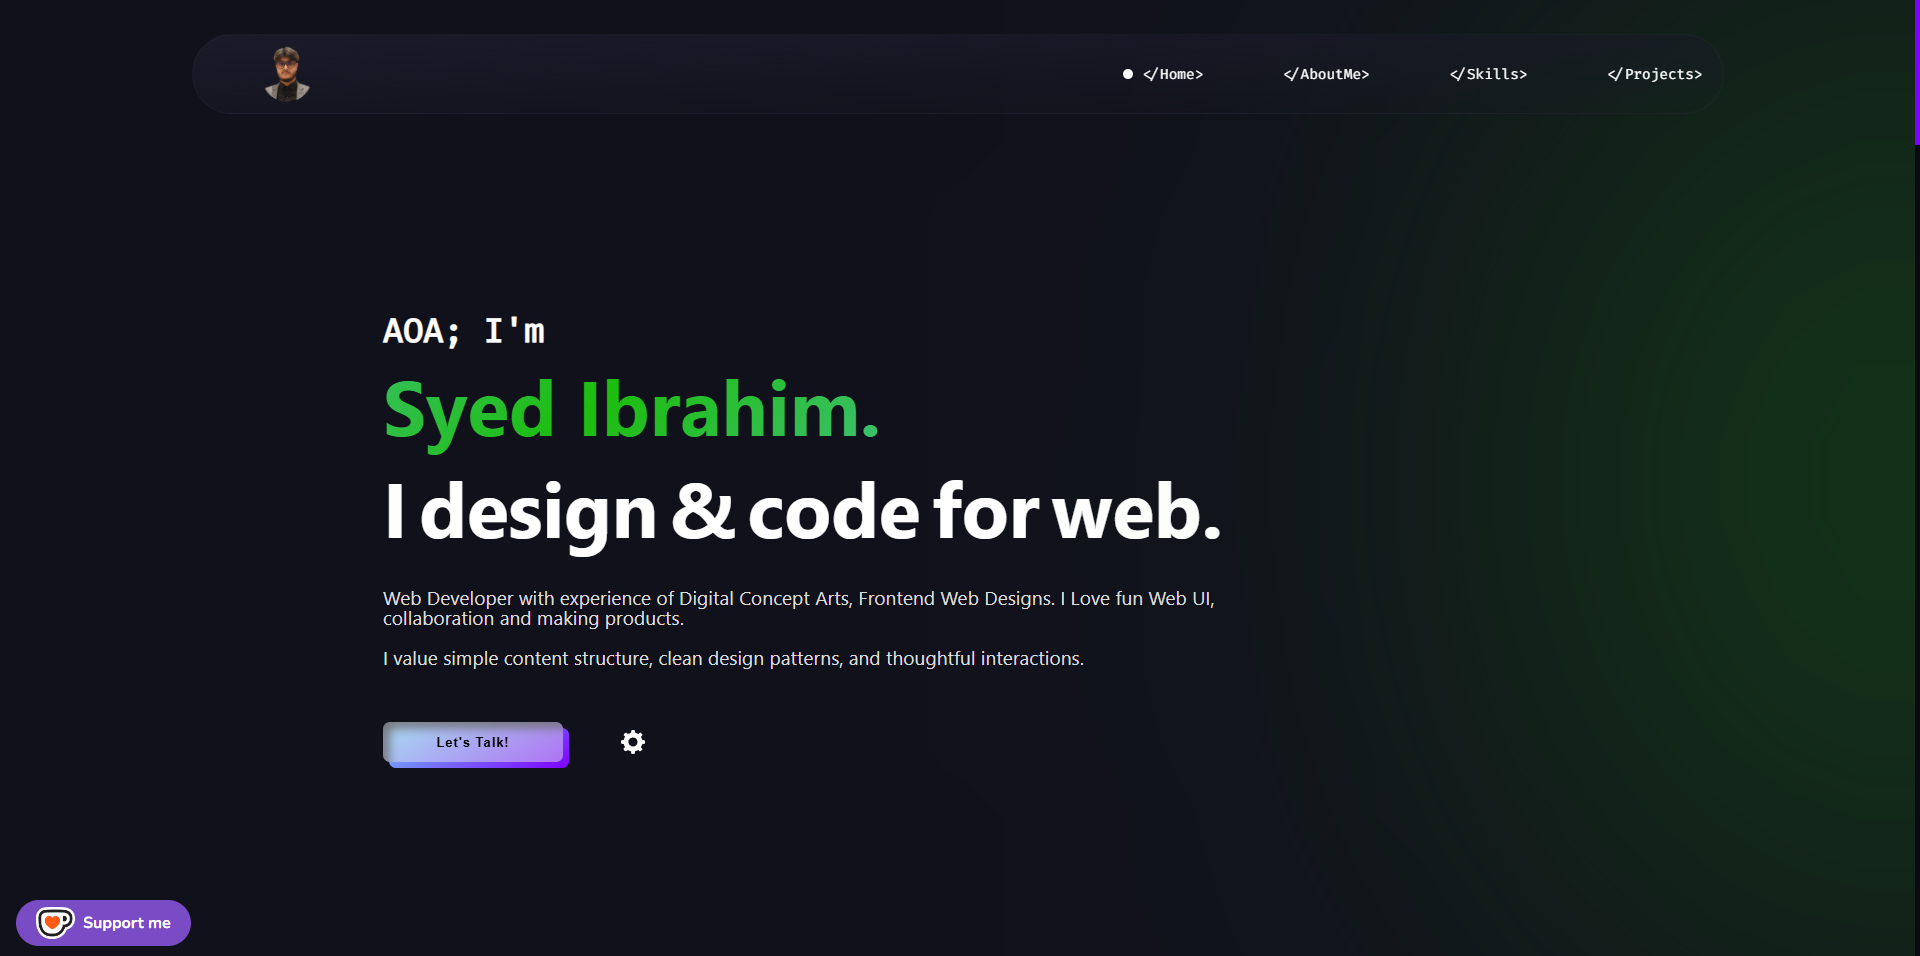 </Home>
</AboutMe>
</Skills>
</Projects>
AOA; I'm
Syed Ibrahim.
I design & code for web.
Web Developer with experience of Digital Concept Arts, Frontend Web Designs. I Love fun Web UI,
collaboration and making products.
I value simple content structure, clean design patterns, and thoughtful interactions.
Let's Talk!
Support me